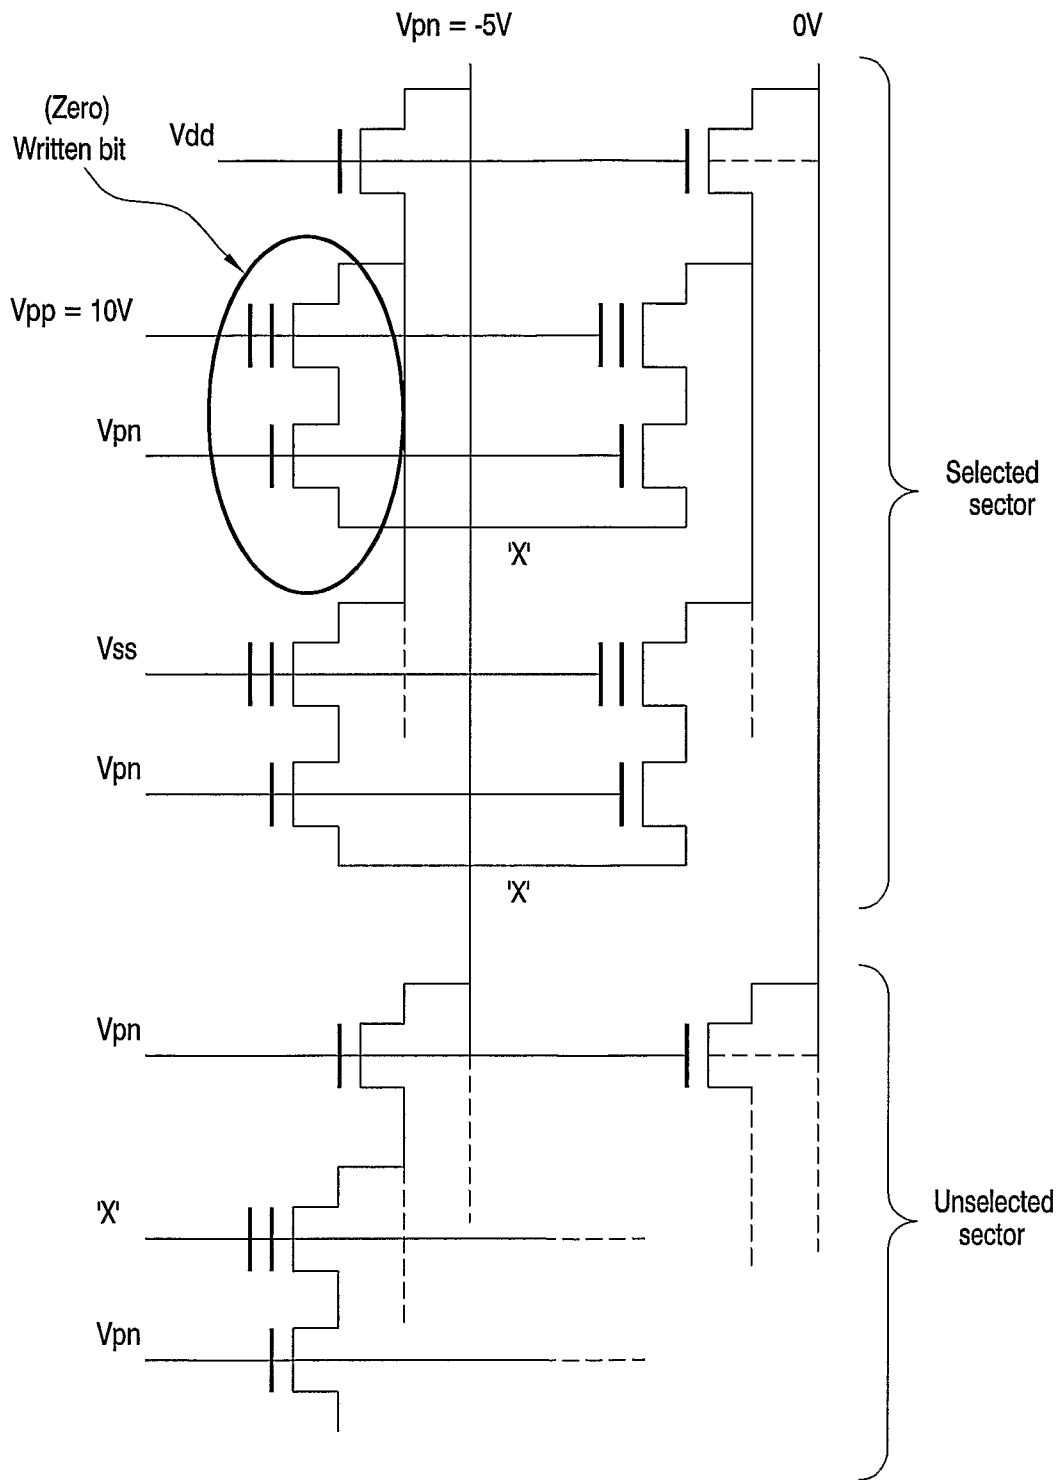 Vpn = -5V
0V
(Zero)
Written bit
Vdd
Vpp = 10V
Vpn
'X'
Selected
sector
Vss
Vpn
'X'
Vpn
'X'
Unselected
sector
Vpn